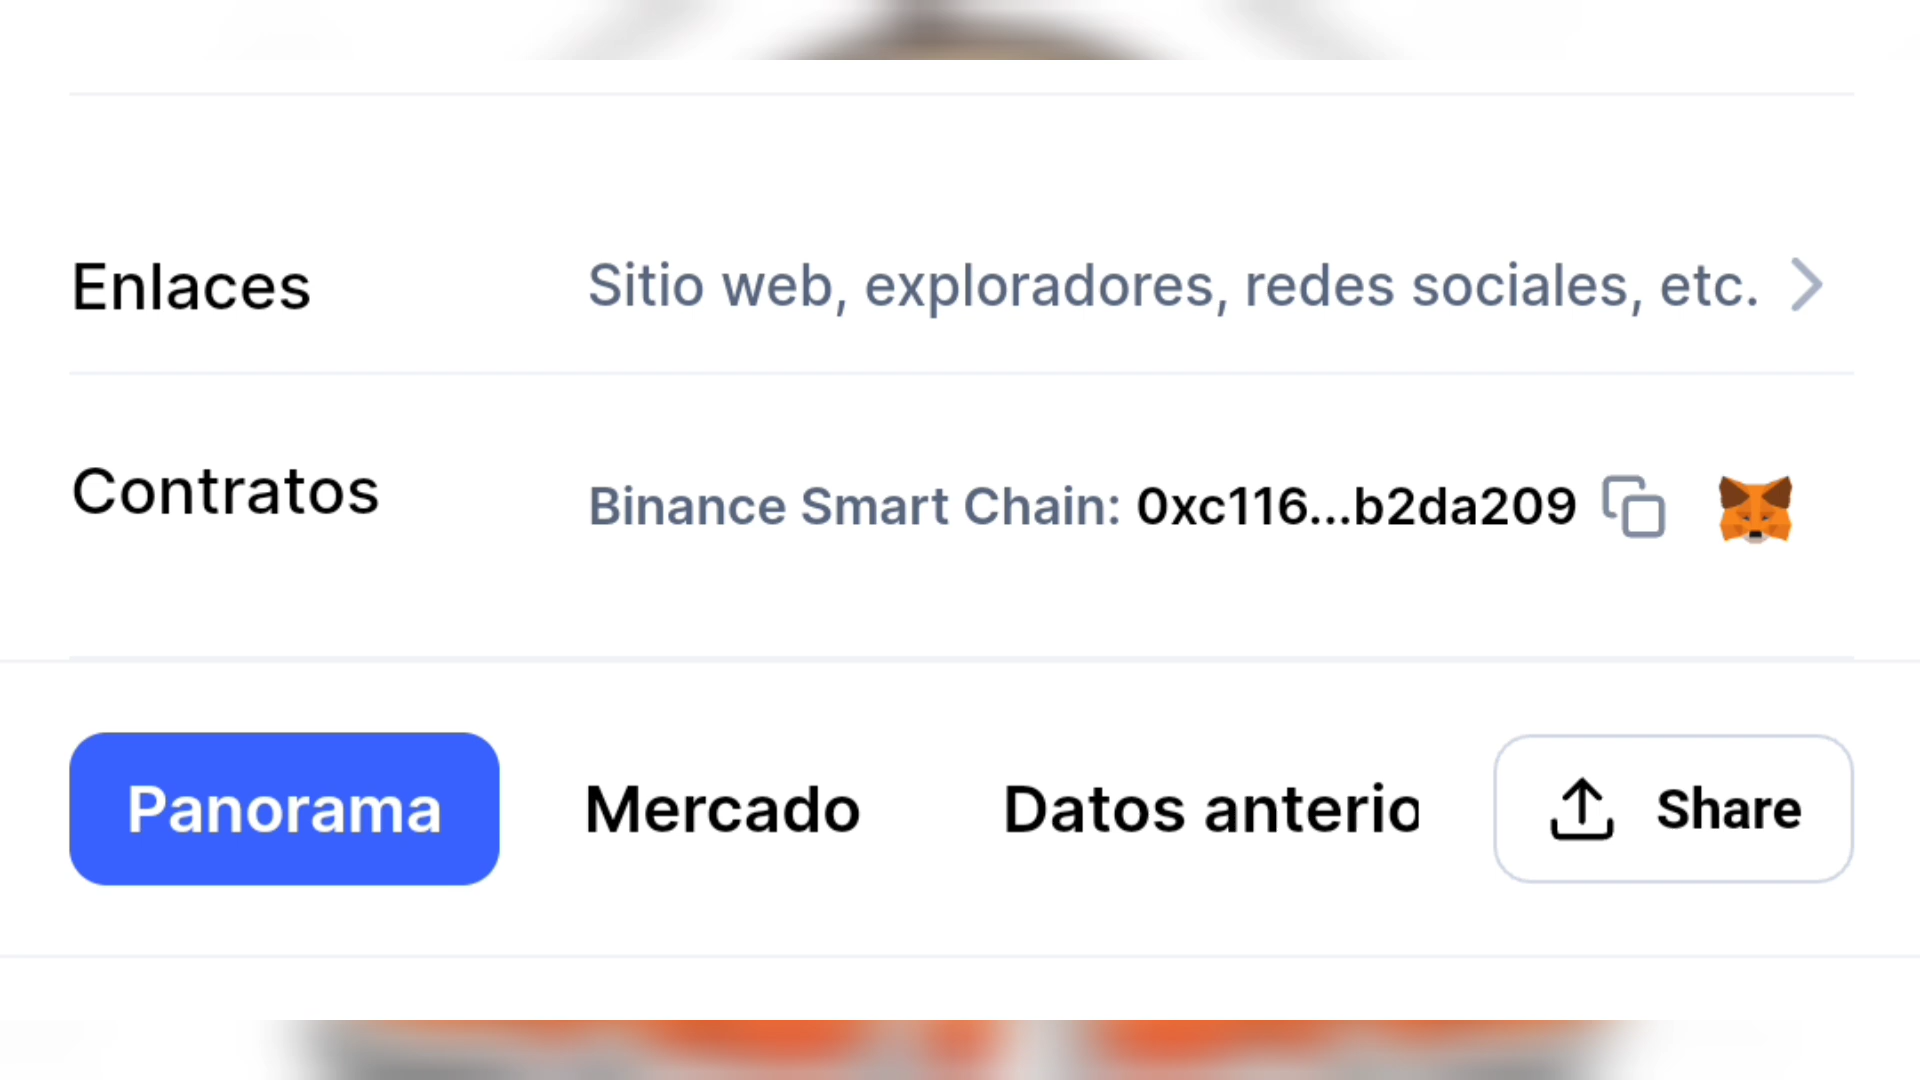 Enlaces Sitio web, exploradores, redes sociales, etc.
Contratos Binance Smart Chain: 0xc116...b2da209
Panorama Mercado Datos anterio Share